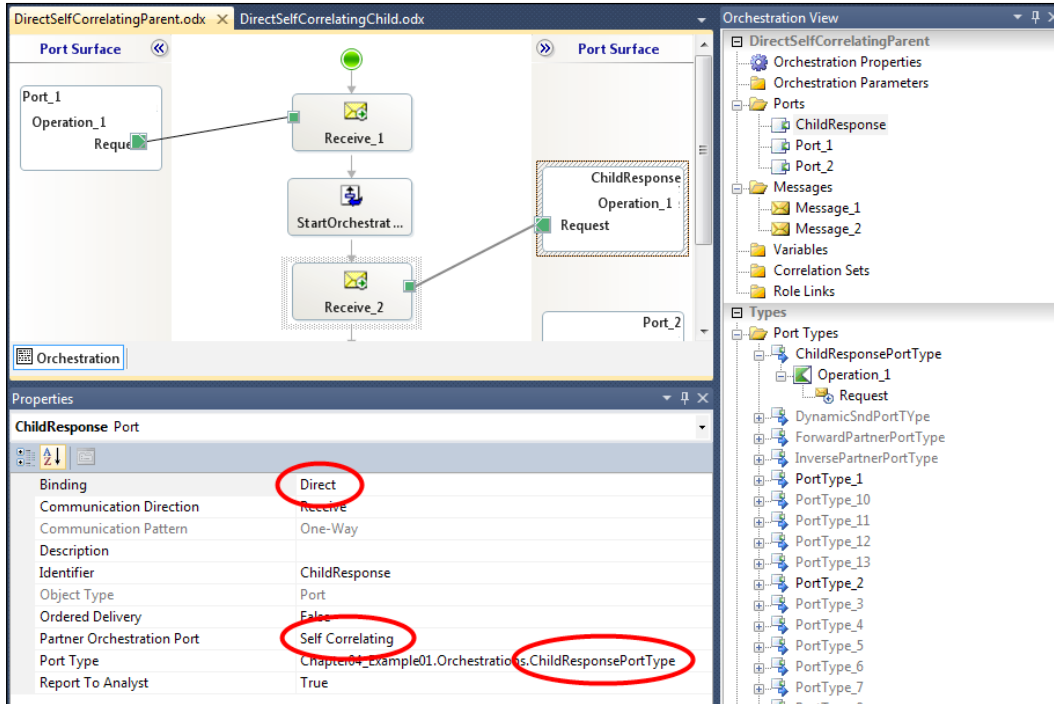 DirectSelfCorrelatingParent.odx
DirectSelfCorrelatingChild.odx
Port Surface
Port_1
Operation_1
Reque
Receive_1
StartOrchestrat ...
Receive_2
Port Surface
ChildResponse
Operation_1
Request
Port_2
Orchestration
Properties
ChildResponse Port
Binding Direct
Communication Direction Receive
Communication Pattern One-Way
Description
Identifier ChildResponse
Object Type Port
Ordered Delivery False
Partner Orchestration Port Self Correlating
Port Type Chapter04_Example01.Orchestrations.ChildResponsePortType
Report To Analyst True
Orchestration View
DirectSelfCorrelatingParent
Orchestration Properties
Orchestration Parameters
Ports
ChildResponse
Port_1
Port_2
Messages
Message_1
Message_2
Variables
Correlation Sets
Role Links
Types
Port Types
ChildResponsePortType
Operation_1
Request
DynamicSndPortTYpe
ForwardPartnerPortType
InversePartnerPortType
PortType_1
PortType_10
PortType_11
PortType_12
PortType_13
PortType_2
PortType_3
PortType_4
PortType_5
PortType_6
PortType_7